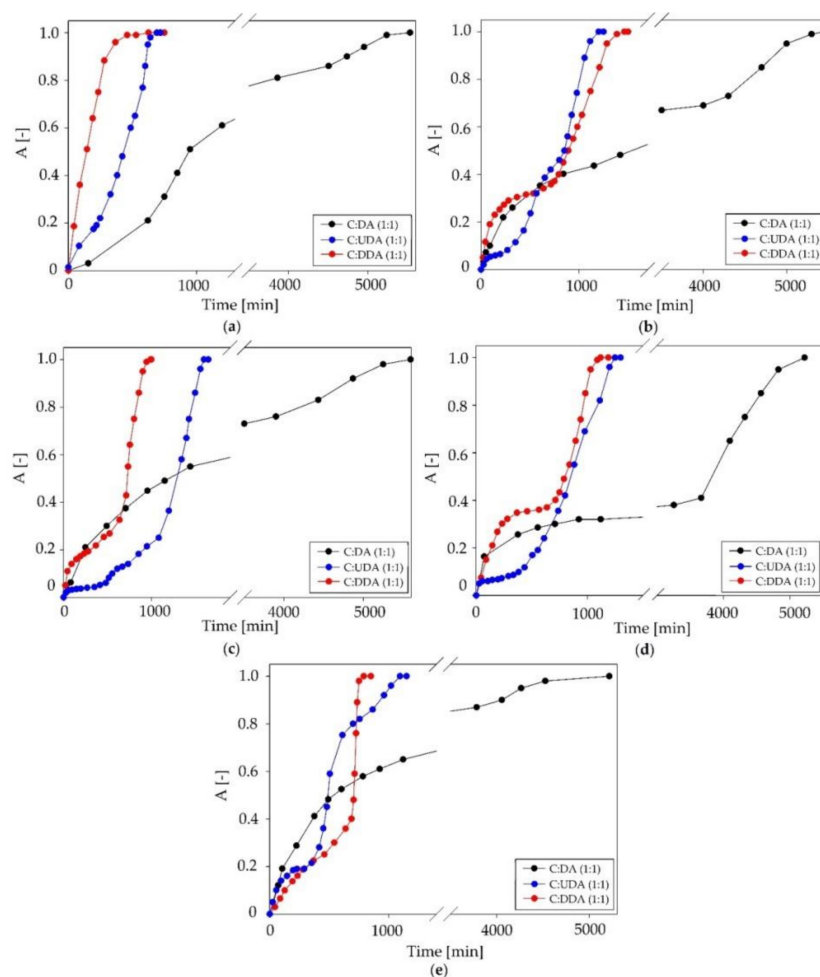 1.0
0.8
0.6
0.4
0.2
0
A [-]
C:DA (1:1)
C:UDA (1:1)
C:DDA (1:1)
0 1000 4000 5000
Time [min]
(a)
1.0
0.8
0.6
0.4
0.2
0
A [-]
C:DA (1:1)
C:UDA (1:1)
C:DDA (1:1)
0 1000 4000 5000
Time [min]
(b)
1.0
0.8
0.6
0.4
0.2
0
A [-]
C:DA (1:1)
C:UDA (1:1)
C:DDA (1:1)
0 1000 4000 5000
Time [min]
(c)
1.0
0.8
0.6
0.4
0.2
0
A [-]
C:DA (1:1)
C:UDA (1:1)
C:DDA (1:1)
0 1000 4000 5000
Time [min]
(d)
1.0
0.8
0.6
0.4
0.2
0
A [-]
C:DA (1:1)
C:UDA (1:1)
C:DDA (1:1)
0 1000 4000 5000
Time [min]
(e)